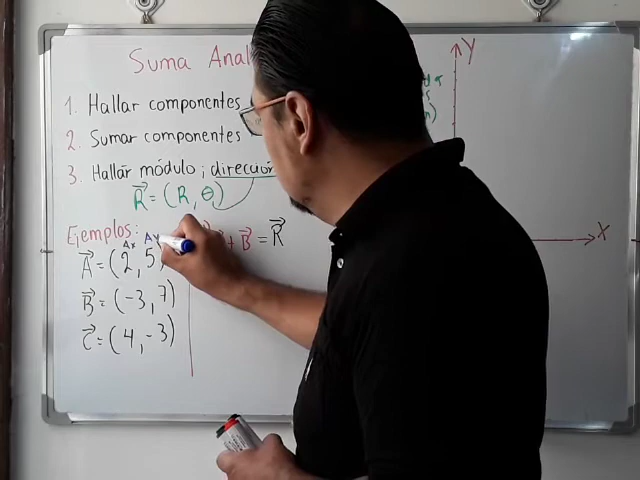 Suma
1. Hallar componentes
2. Sumar componentes
3. Hallar módulo y dirección
R = (R, θ)
Ejemplos:
Ax Ay
A = (2, 5)
B = (-3, 7)
C = (4, -3)
+ B = R
Y
X